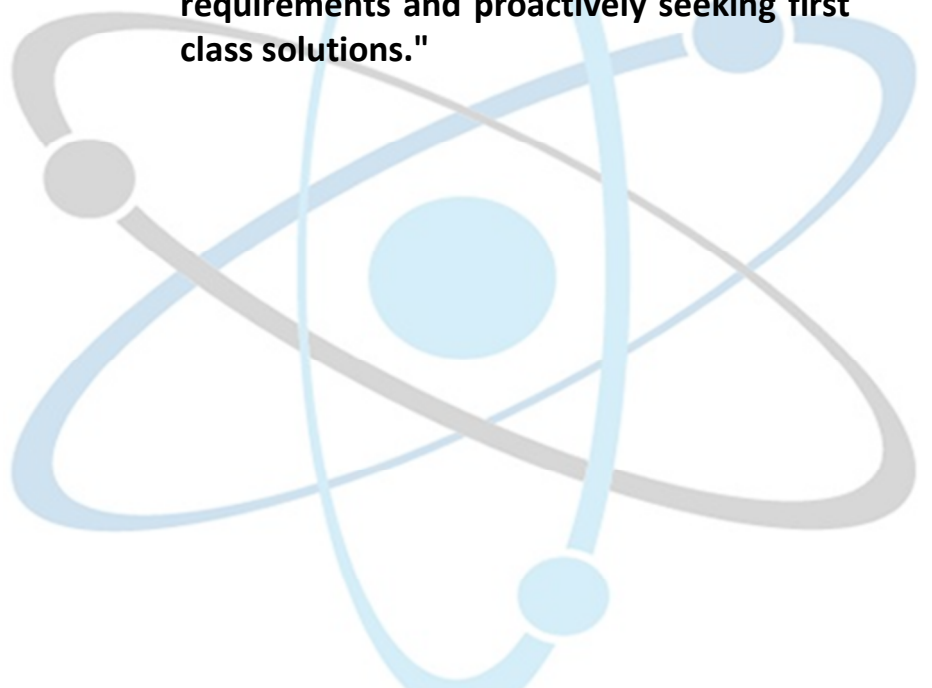 requirements and proactively seeking first
class solutions."